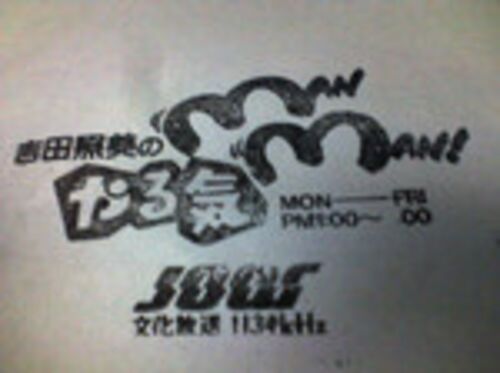 吉田照美の
やる気
MAN
MAN!
MON——FRI
PM1:00〜 00
JOQR
文化放送 1134kHz